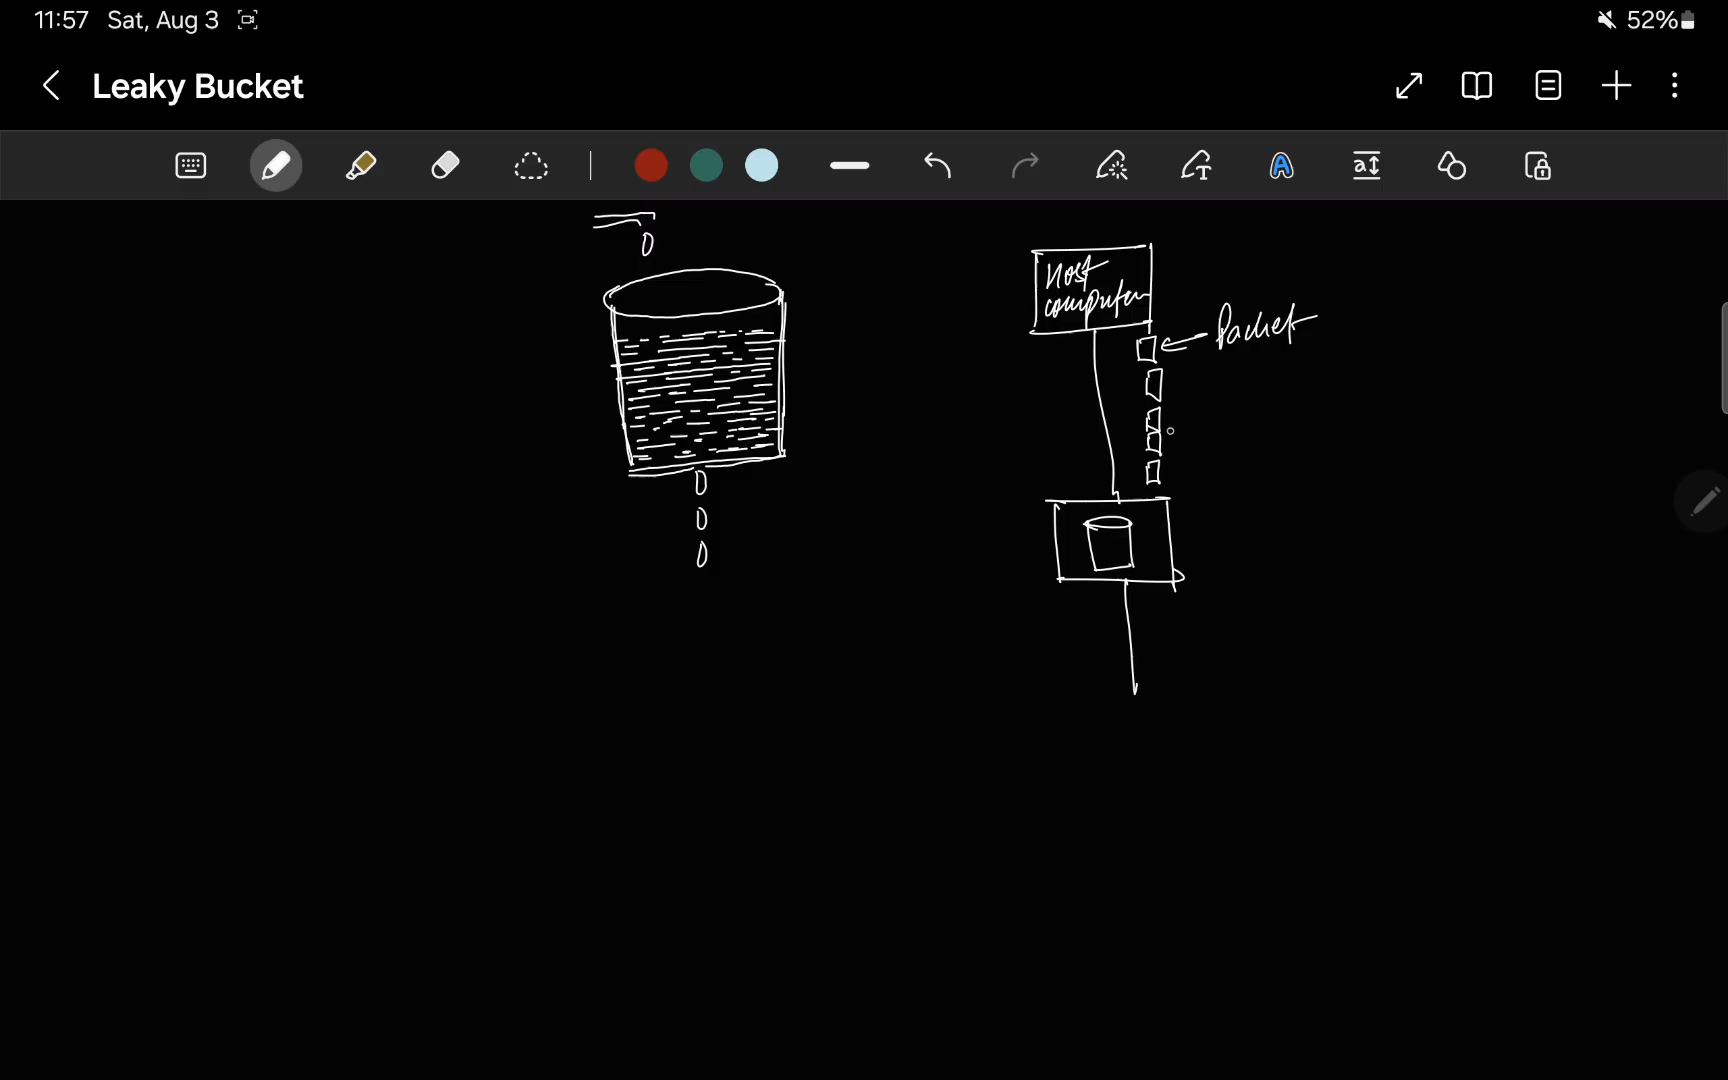 11:57 Sat, Aug 3 52%
Leaky Bucket
Host
computer
Packet